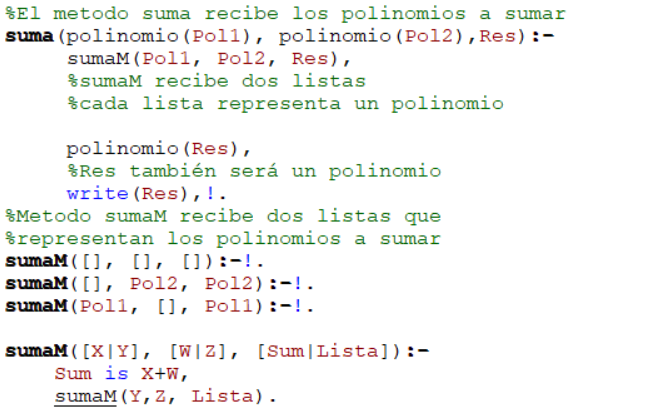 %El metodo suma recibe los polinomios a sumar
suma(polinomio(Pol1), polinomio(Pol2),Res):-
sumaM(Pol1, Pol2, Res),
%sumaM recibe dos listas
%cada lista representa un polinomio
polinomio(Res),
%Res también será un polinomio
write(Res),!.
%Metodo sumaM recibe dos listas que
%representan los polinomios a sumar
sumaM([], [], []):-!.
sumaM([], Pol2, Pol2):-!.
sumaM(Pol1, [], Pol1):-!.
sumaM([X|Y], [W|Z], [Sum|Lista]):-
Sum is X+W,
sumaM(Y,Z, Lista).